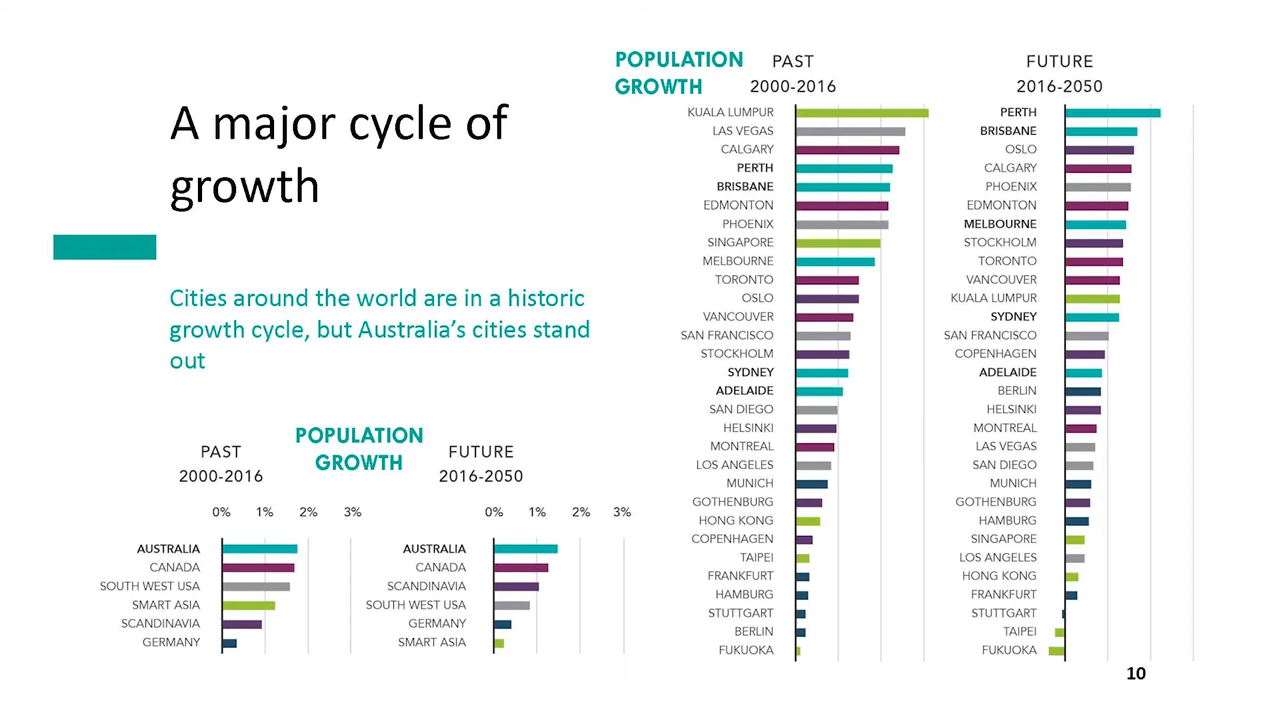 A major cycle of
growth
Cities around the world are in a historic
growth cycle, but Australia’s cities stand
out
POPULATION
GROWTH
PAST
2000-2016
FUTURE
2016-2050
0% 1% 2% 3%
0% 1% 2% 3%
AUSTRALIA
CANADA
SOUTH WEST USA
SMART ASIA
SCANDINAVIA
GERMANY
AUSTRALIA
CANADA
SCANDINAVIA
SOUTH WEST USA
GERMANY
SMART ASIA
POPULATION
GROWTH
PAST
2000-2016
KUALA LUMPUR
LAS VEGAS
CALGARY
PERTH
BRISBANE
EDMONTON
PHOENIX
SINGAPORE
MELBOURNE
TORONTO
OSLO
VANCOUVER
SAN FRANCISCO
STOCKHOLM
SYDNEY
ADELAIDE
SAN DIEGO
HELSINKI
MONTREAL
LOS ANGELES
MUNICH
GOTHENBURG
HONG KONG
COPENHAGEN
TAIPEI
FRANKFURT
HAMBURG
STUTTGART
BERLIN
FUKUOKA
FUTURE
2016-2050
PERTH
BRISBANE
OSLO
CALGARY
PHOENIX
EDMONTON
MELBOURNE
STOCKHOLM
TORONTO
VANCOUVER
KUALA LUMPUR
SYDNEY
SAN FRANCISCO
COPENHAGEN
ADELAIDE
BERLIN
HELSINKI
MONTREAL
LAS VEGAS
SAN DIEGO
MUNICH
GOTHENBURG
HAMBURG
SINGAPORE
LOS ANGELES
HONG KONG
FRANKFURT
STUTTGART
TAIPEI
FUKUOKA
10